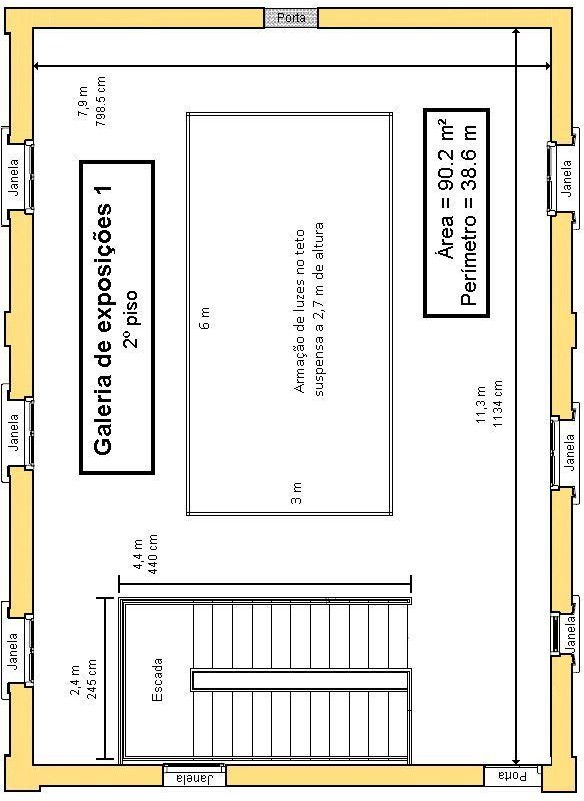 Porta
7,9 m
798.5 cm
Janela
Janela
Galeria de exposições 1
2º piso
6 m
Armação de luzes no teto
suspensa a 2,7 m de altura
3 m
Área = 90.2 m²
Perímetro = 38.6 m
11,3 m
1134 cm
Janela
Janela
4,4 m
440 cm
2,4 m
245 cm
Escada
Janela
Janela
Janela
Porta